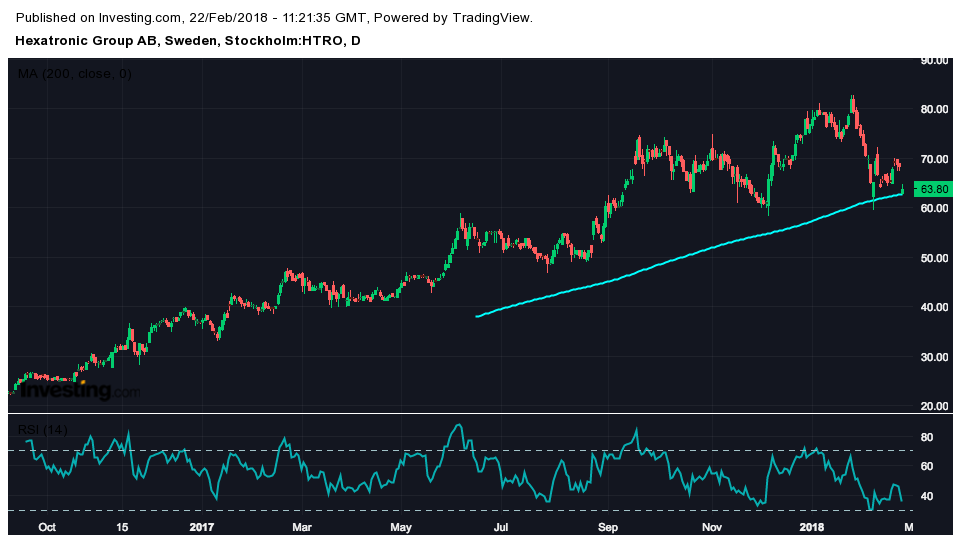 Published on Investing.com, 22/Feb/2018 - 11:21:35 GMT, Powered by TradingView.
Hexatronic Group AB, Sweden, Stockholm:HTRO, D
MA (200, close, 0)
90.00
80.00
70.00
63.80
60.00
50.00
40.00
30.00
20.00
Investing.com
RSI (14)
80
60
40
Oct 15 2017 Mar May Jul Sep Nov 2018 M